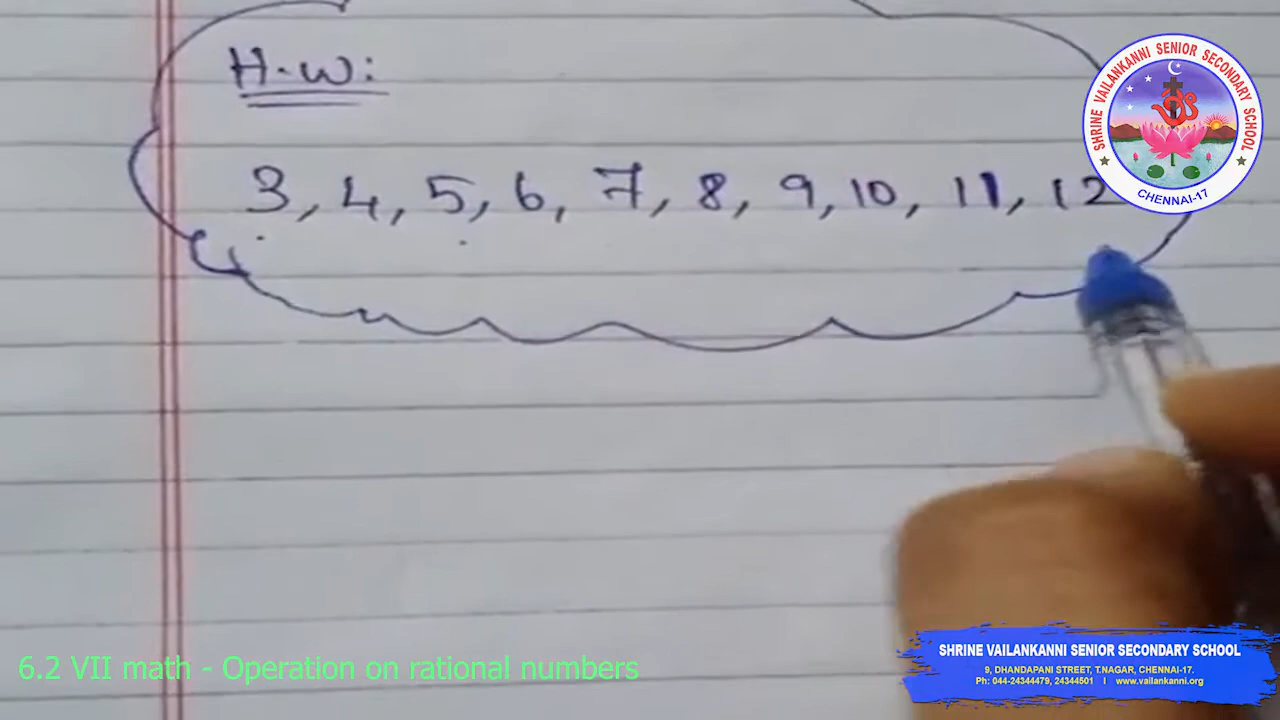 H.W:
3, 4, 5, 6, 7, 8, 9, 10, 11, 12
SHRINE VAILANKANNI SENIOR SECONDARY SCHOOL
CHENNAI-17
6.2 VII math - Operation on rational numbers
SHRINE VAILANKANNI SENIOR SECONDARY SCHOOL
9, DHANDAPANI STREET, T.NAGAR, CHENNAI-17.
Ph: 044-24344479, 24344501 I www.vailankanni.org